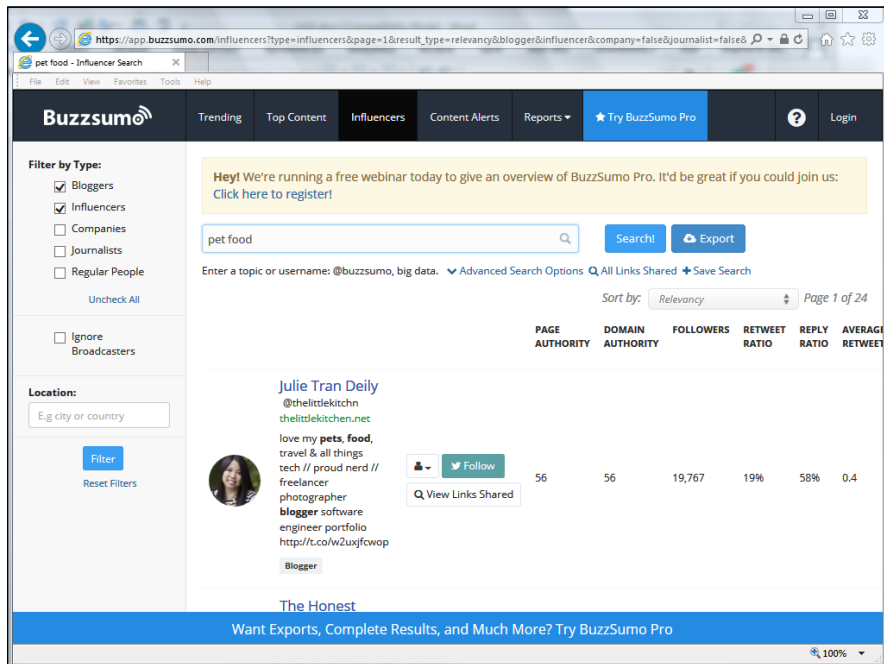 https://app.buzzsumo.com/influencers?type=influencers&page=1&result_type=relevancy&blogger&influencer&company=false&journalist=false&
pet food - Influencer Search
File Edit View Favorites Tools Help
Buzzsumo
Trending Top Content Influencers Content Alerts Reports Try BuzzSumo Pro ? Login
Filter by Type:
Bloggers
Influencers
Companies
Journalists
Regular People
Uncheck All
Ignore
Broadcasters
Location:
E.g city or country
Filter
Reset Filters
Hey! We're running a free webinar today to give an overview of BuzzSumo Pro. It'd be great if you could join us:
Click here to register!
pet food
Search! Export
Enter a topic or username: @buzzsumo, big data. Advanced Search Options All Links Shared Save Search
Sort by: Relevancy Page 1 of 24
PAGE DOMAIN FOLLOWERS RETWEET REPLY AVERAGE
AUTHORITY AUTHORITY RATIO RATIO RETWEET
Julie Tran Deily
@thelittlekitchn
thelittlekitchen.net
love my pets, food,
travel & all things
tech // proud nerd //
freelancer
photographer
blogger software
engineer portfolio
http://t.co/w2uxjfcwop
Blogger
Follow
View Links Shared
56 56 19,767 19% 58% 0.4
The Honest
Want Exports, Complete Results, and Much More? Try BuzzSumo Pro
100%